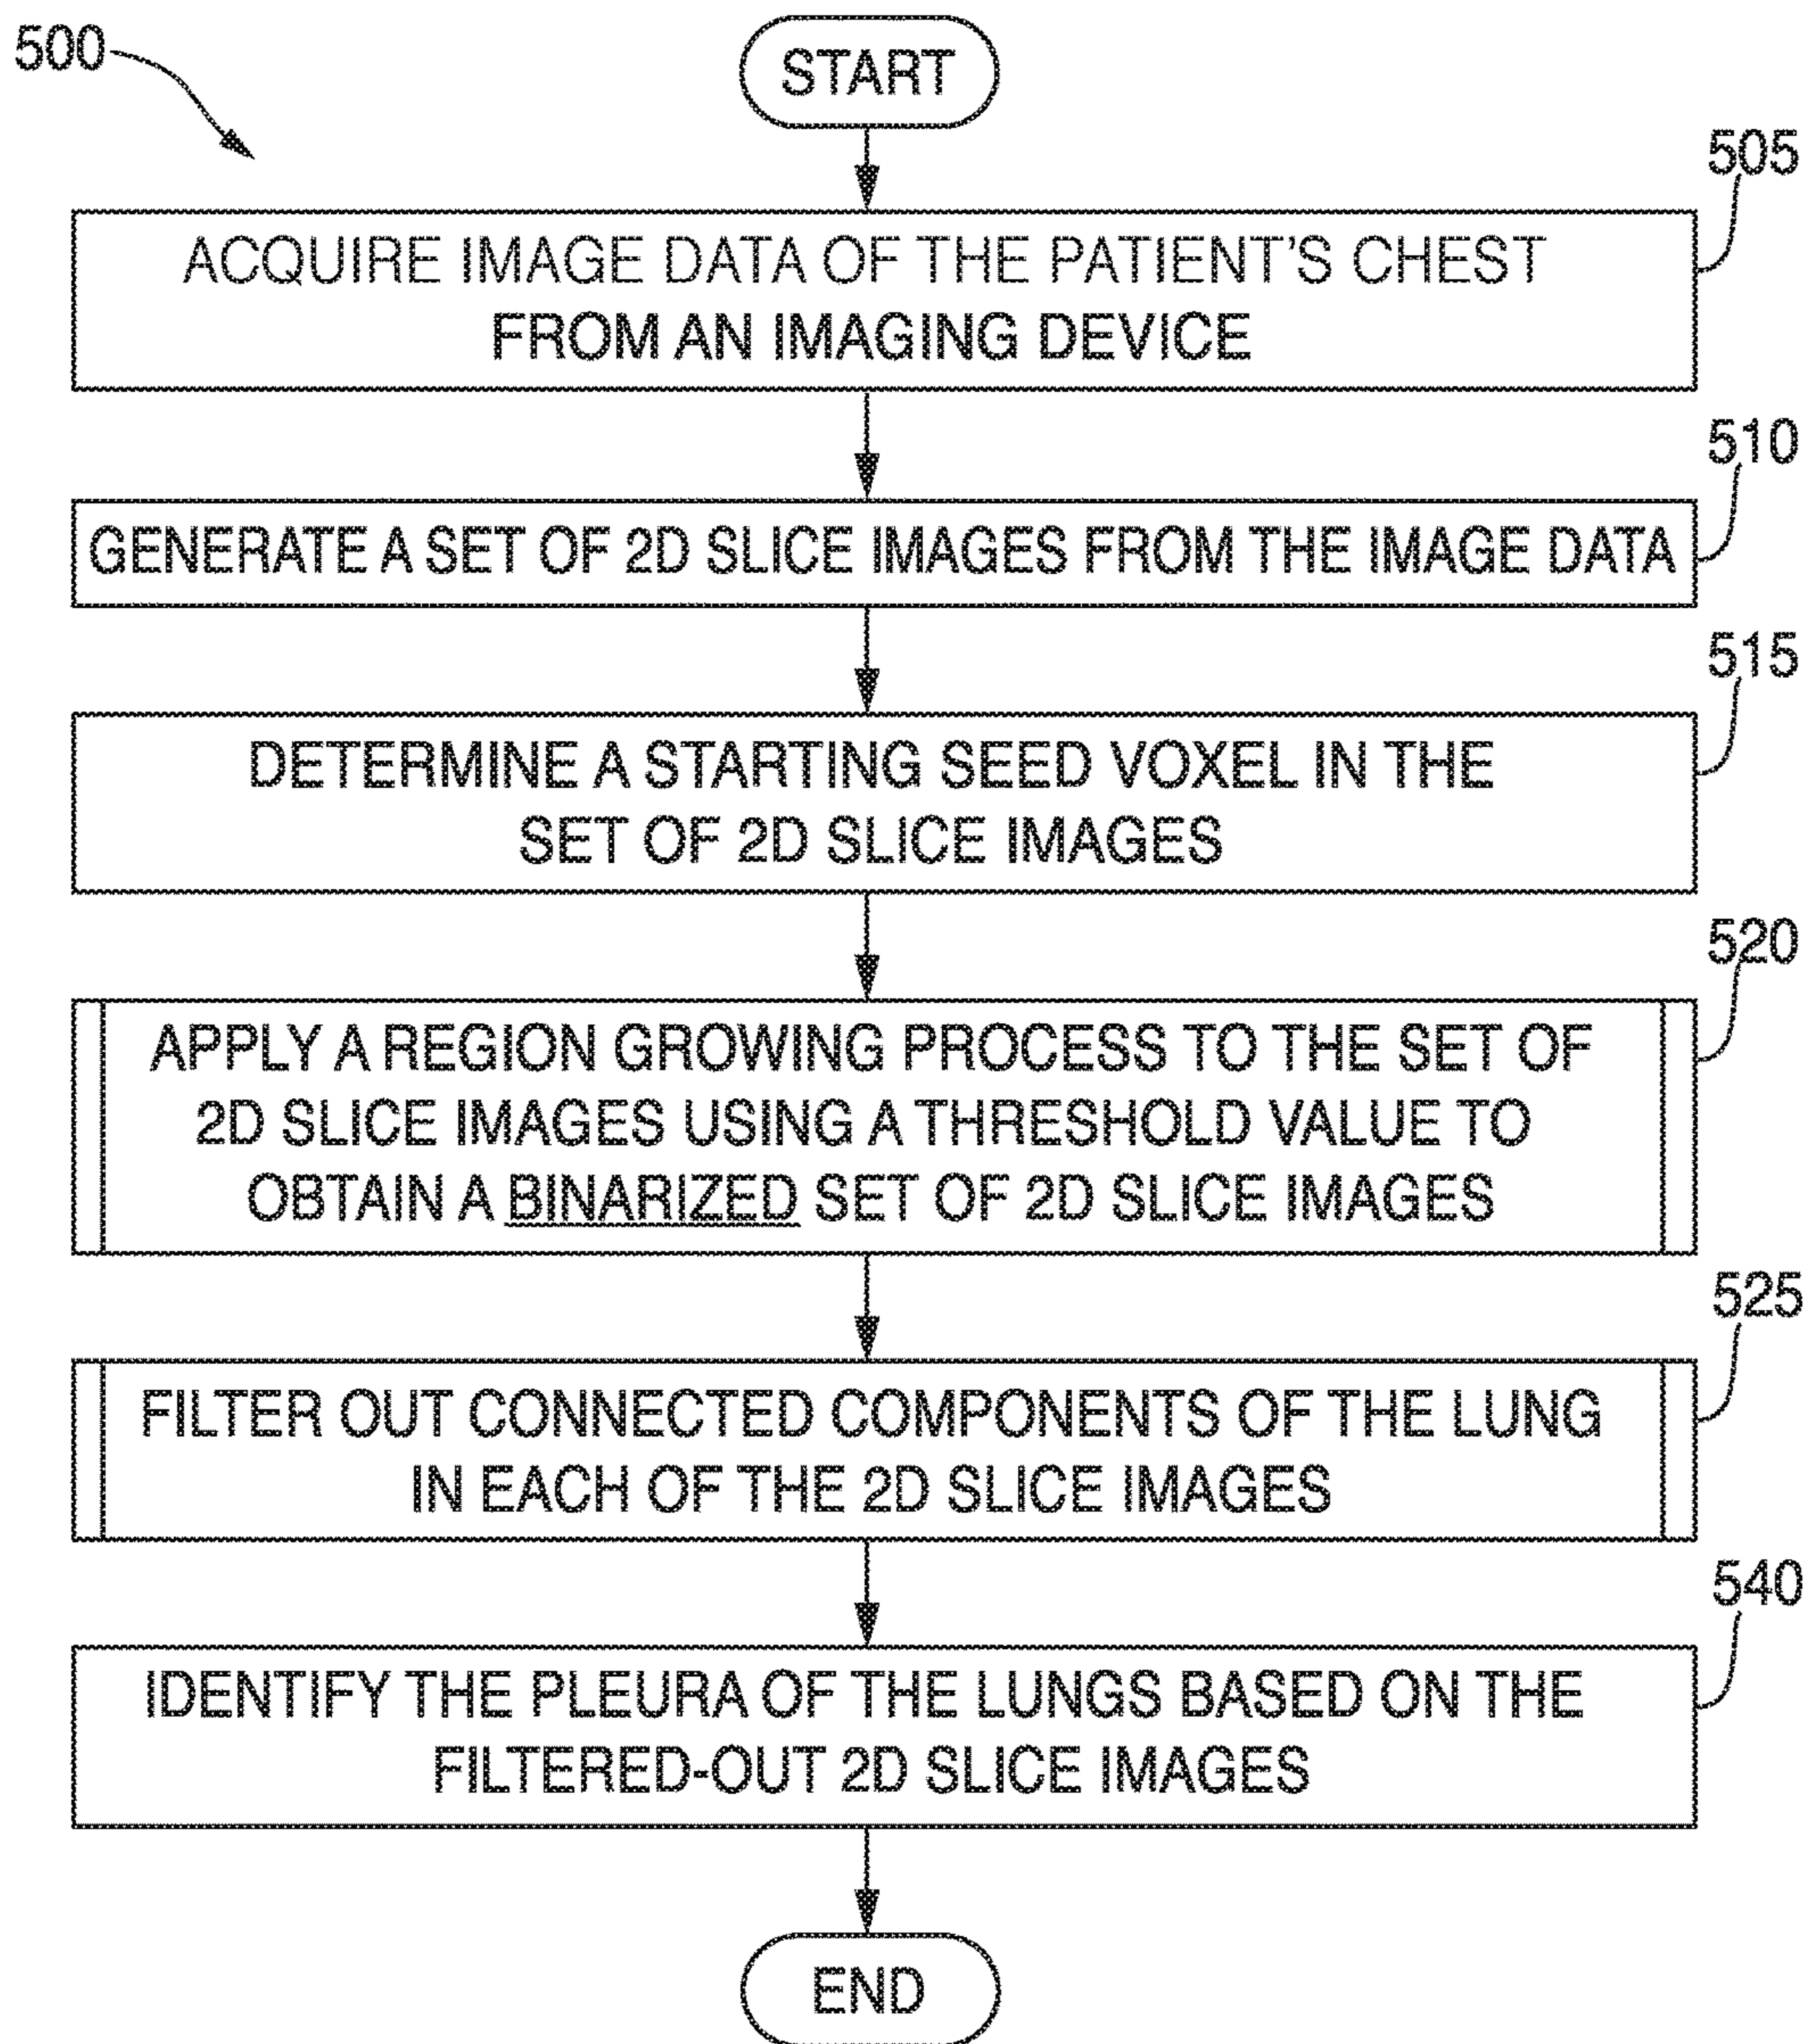 500
START
505
ACQUIRE IMAGE DATA OF THE PATIENT'S CHEST
FROM AN IMAGING DEVICE
510
GENERATE A SET OF 2D SLICE IMAGES FROM THE IMAGE DATA
515
DETERMINE A STARTING SEED VOXEL IN THE
SET OF 2D SLICE IMAGES
520
APPLY A REGION GROWING PROCESS TO THE SET OF
2D SLICE IMAGES USING A THRESHOLD VALUE TO
OBTAIN A BINARIZED SET OF 2D SLICE IMAGES
525
FILTER OUT CONNECTED COMPONENTS OF THE LUNG
IN EACH OF THE 2D SLICE IMAGES
540
IDENTIFY THE PLEURA OF THE LUNGS BASED ON THE
FILTERED-OUT 2D SLICE IMAGES
END